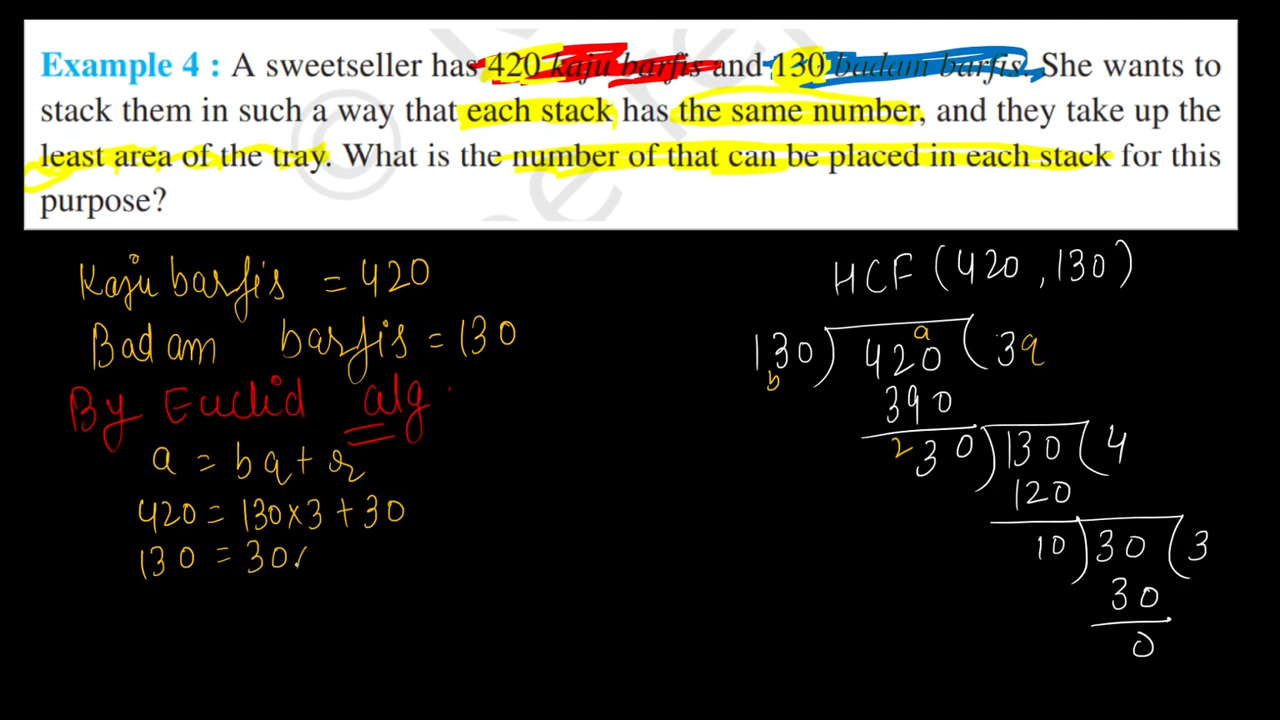 Example 4 : A sweetseller has 420 kaju barfis and 130 badam barfis. She wants to
stack them in such a way that each stack has the same number, and they take up the
least area of the tray. What is the number of that can be placed in each stack for this
purpose?
Kaju barfis = 420
Badam barfis = 130
By Euclid alg.
a = bq + r
420 = 130×3 + 30
130 = 30
HCF (420, 130)
a
130) 420 (3q
b
390
r 30) 130 (4
120
10) 30 (3
30
0